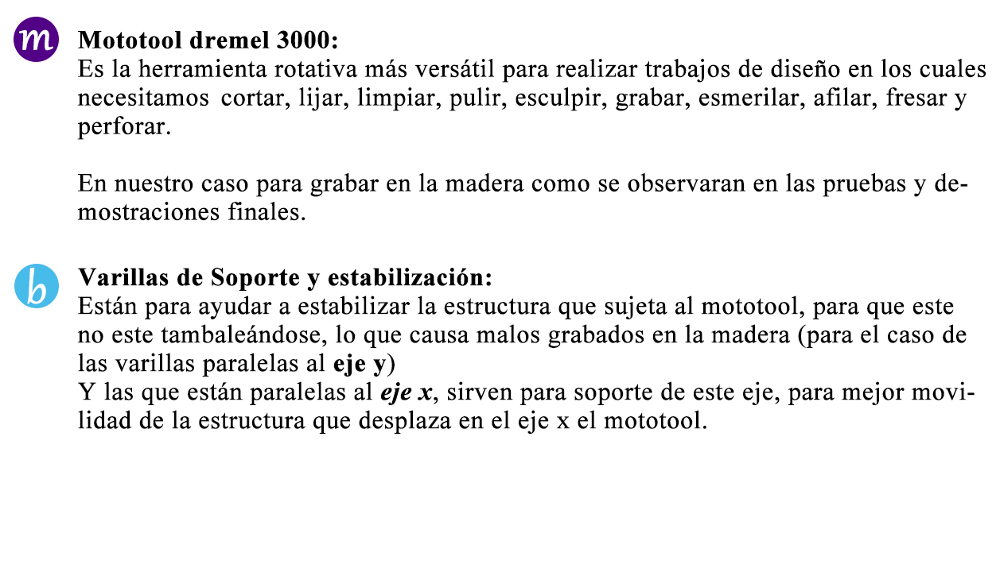 m Mototool dremel 3000:
Es la herramienta rotativa más versátil para realizar trabajos de diseño en los cuales
necesitamos cortar, lijar, limpiar, pulir, esculpir, grabar, esmerilar, afilar, fresar y
perforar.
En nuestro caso para grabar en la madera como se observaran en las pruebas y de-
mostraciones finales.
b Varillas de Soporte y estabilización:
Están para ayudar a estabilizar la estructura que sujeta al mototool, para que este
no este tambaleándose, lo que causa malos grabados en la madera (para el caso de
las varillas paralelas al eje y)
Y las que están paralelas al eje x, sirven para soporte de este eje, para mejor movi-
lidad de la estructura que desplaza en el eje x el mototool.